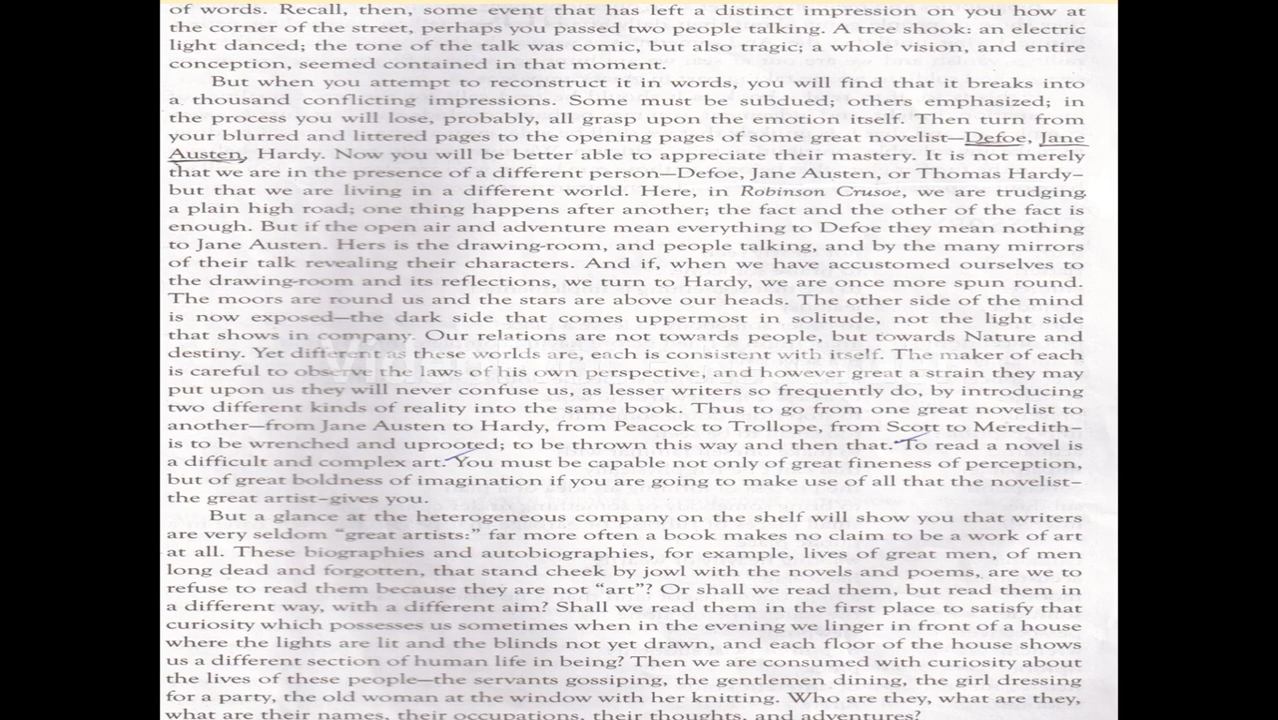 of words. Recall, then, some event that has left a distinct impression on you how at
the corner of the street, perhaps you passed two people talking. A tree shook: an electric
light danced; the tone of the talk was comic, but also tragic; a whole vision, and entire
conception, seemed contained in that moment.
But when you attempt to reconstruct it in words, you will find that it breaks into
a thousand conflicting impressions. Some must be subdued; others emphasized; in
the process you will lose, probably, all grasp upon the emotion itself. Then turn from
your blurred and littered pages to the opening pages of some great novelist—Defoe, Jane
Austen, Hardy. Now you will be better able to appreciate their mastery. It is not merely
that we are in the presence of a different person—Defoe, Jane Austen, or Thomas Hardy–
but that we are living in a different world. Here, in Robinson Crusoe, we are trudging
a plain high road; one thing happens after another; the fact and the other of the fact is
enough. But if the open air and adventure mean everything to Defoe they mean nothing
to Jane Austen. Hers is the drawing-room, and people talking, and by the many mirrors
of their talk revealing their characters. And if, when we have accustomed ourselves to
the drawing-room and its reflections, we turn to Hardy, we are once more spun round.
The moors are round us and the stars are above our heads. The other side of the mind
is now exposed—the dark side that comes uppermost in solitude, not the light side
that shows in company. Our relations are not towards people, but towards Nature and
destiny. Yet different as these worlds are, each is consistent with itself. The maker of each
is careful to observe the laws of his own perspective, and however great a strain they may
put upon us they will never confuse us, as lesser writers so frequently do, by introducing
two different kinds of reality into the same book. Thus to go from one great novelist to
another—from Jane Austen to Hardy, from Peacock to Trollope, from Scott to Meredith–
is to be wrenched and uprooted; to be thrown this way and then that. To read a novel is
a difficult and complex art. You must be capable not only of great fineness of perception,
but of great boldness of imagination if you are going to make use of all that the novelist–
the great artist–gives you.
But a glance at the heterogeneous company on the shelf will show you that writers
are very seldom "great artists:" far more often a book makes no claim to be a work of art
at all. These biographies and autobiographies, for example, lives of great men, of men
long dead and forgotten, that stand cheek by jowl with the novels and poems, are we to
refuse to read them because they are not "art"? Or shall we read them, but read them in
a different way, with a different aim? Shall we read them in the first place to satisfy that
curiosity which possesses us sometimes when in the evening we linger in front of a house
where the lights are lit and the blinds not yet drawn, and each floor of the house shows
us a different section of human life in being? Then we are consumed with curiosity about
the lives of these people—the servants gossiping, the gentlemen dining, the girl dressing
for a party, the old woman at the window with her knitting. Who are they, what are they,
what are their names, their occupations, their thoughts, and adventures?